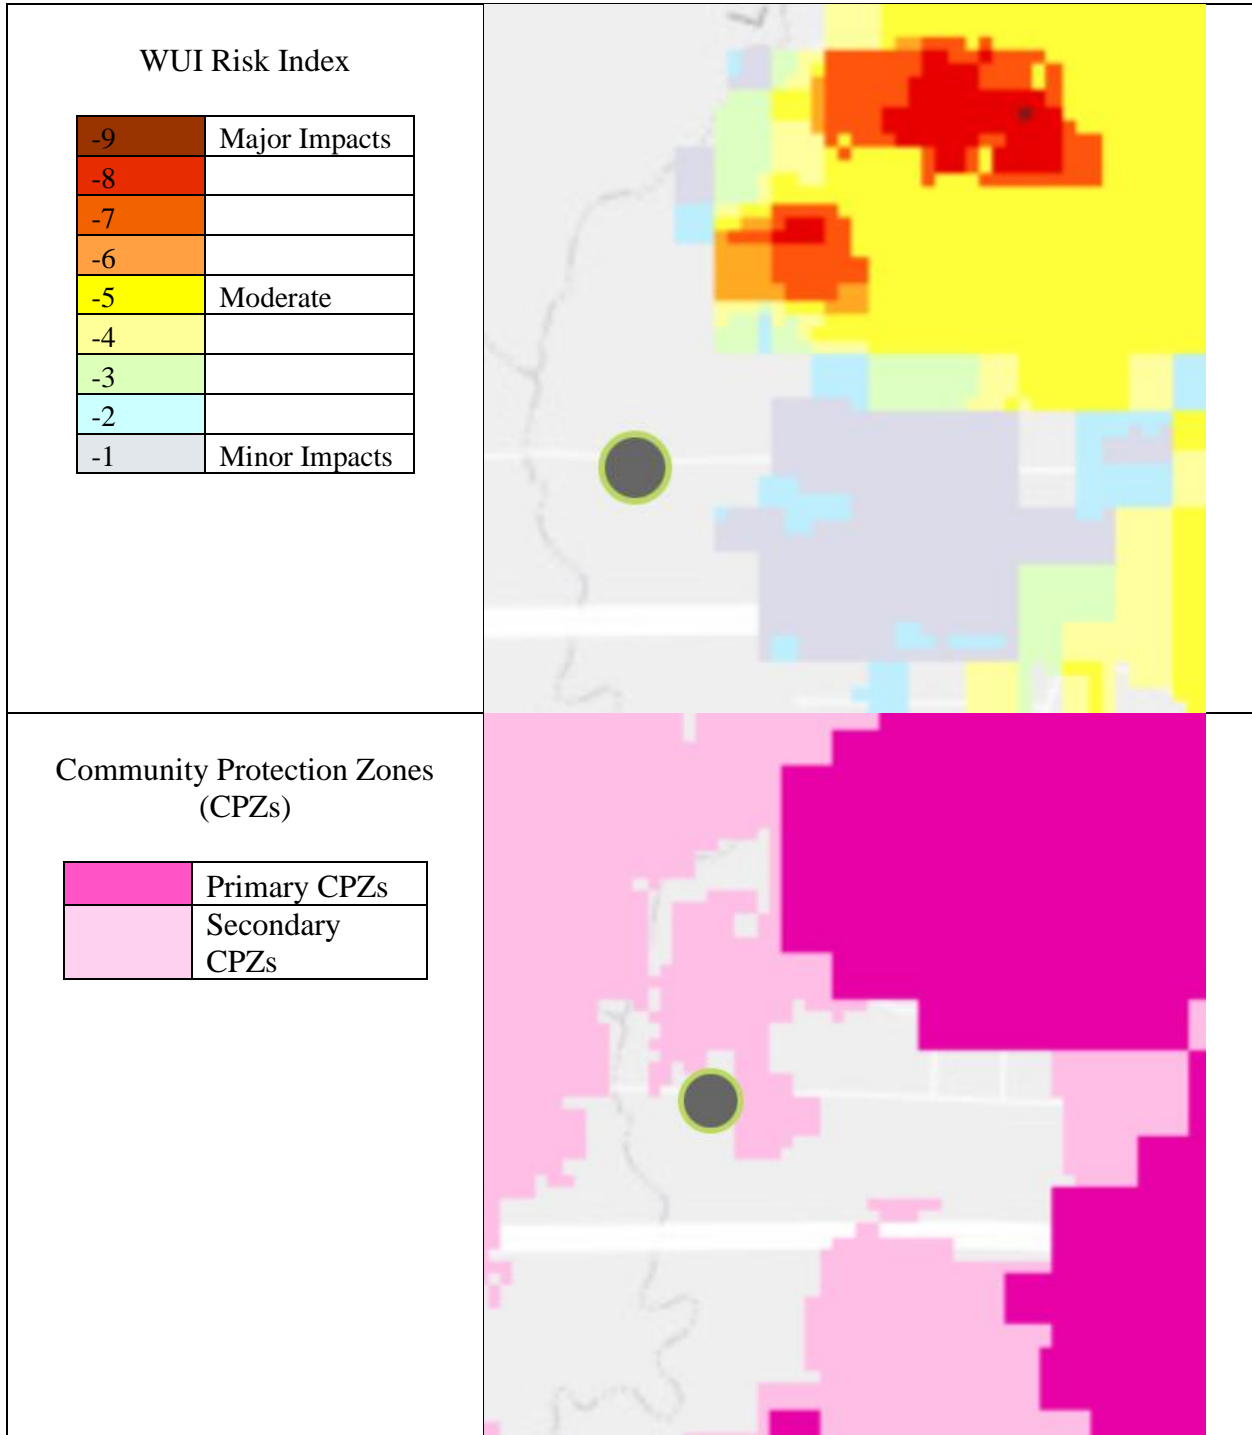 WUI Risk Index
-9 Major Impacts
-8
-7
-6
-5 Moderate
-4
-3
-2
-1 Minor Impacts
Community Protection Zones
(CPZs)
Primary CPZs
Secondary
CPZs